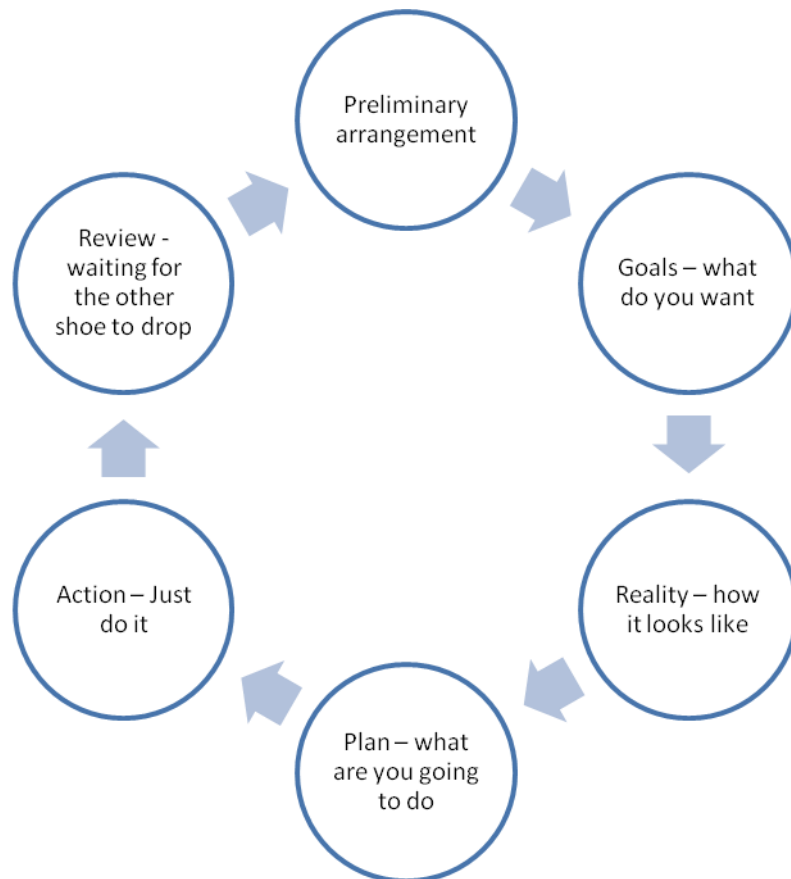 Preliminary
arrangement
Goals – what
do you want
Reality – how
it looks like
Plan – what
are you going
to do
Action – Just
do it
Review -
waiting for
the other
shoe to drop